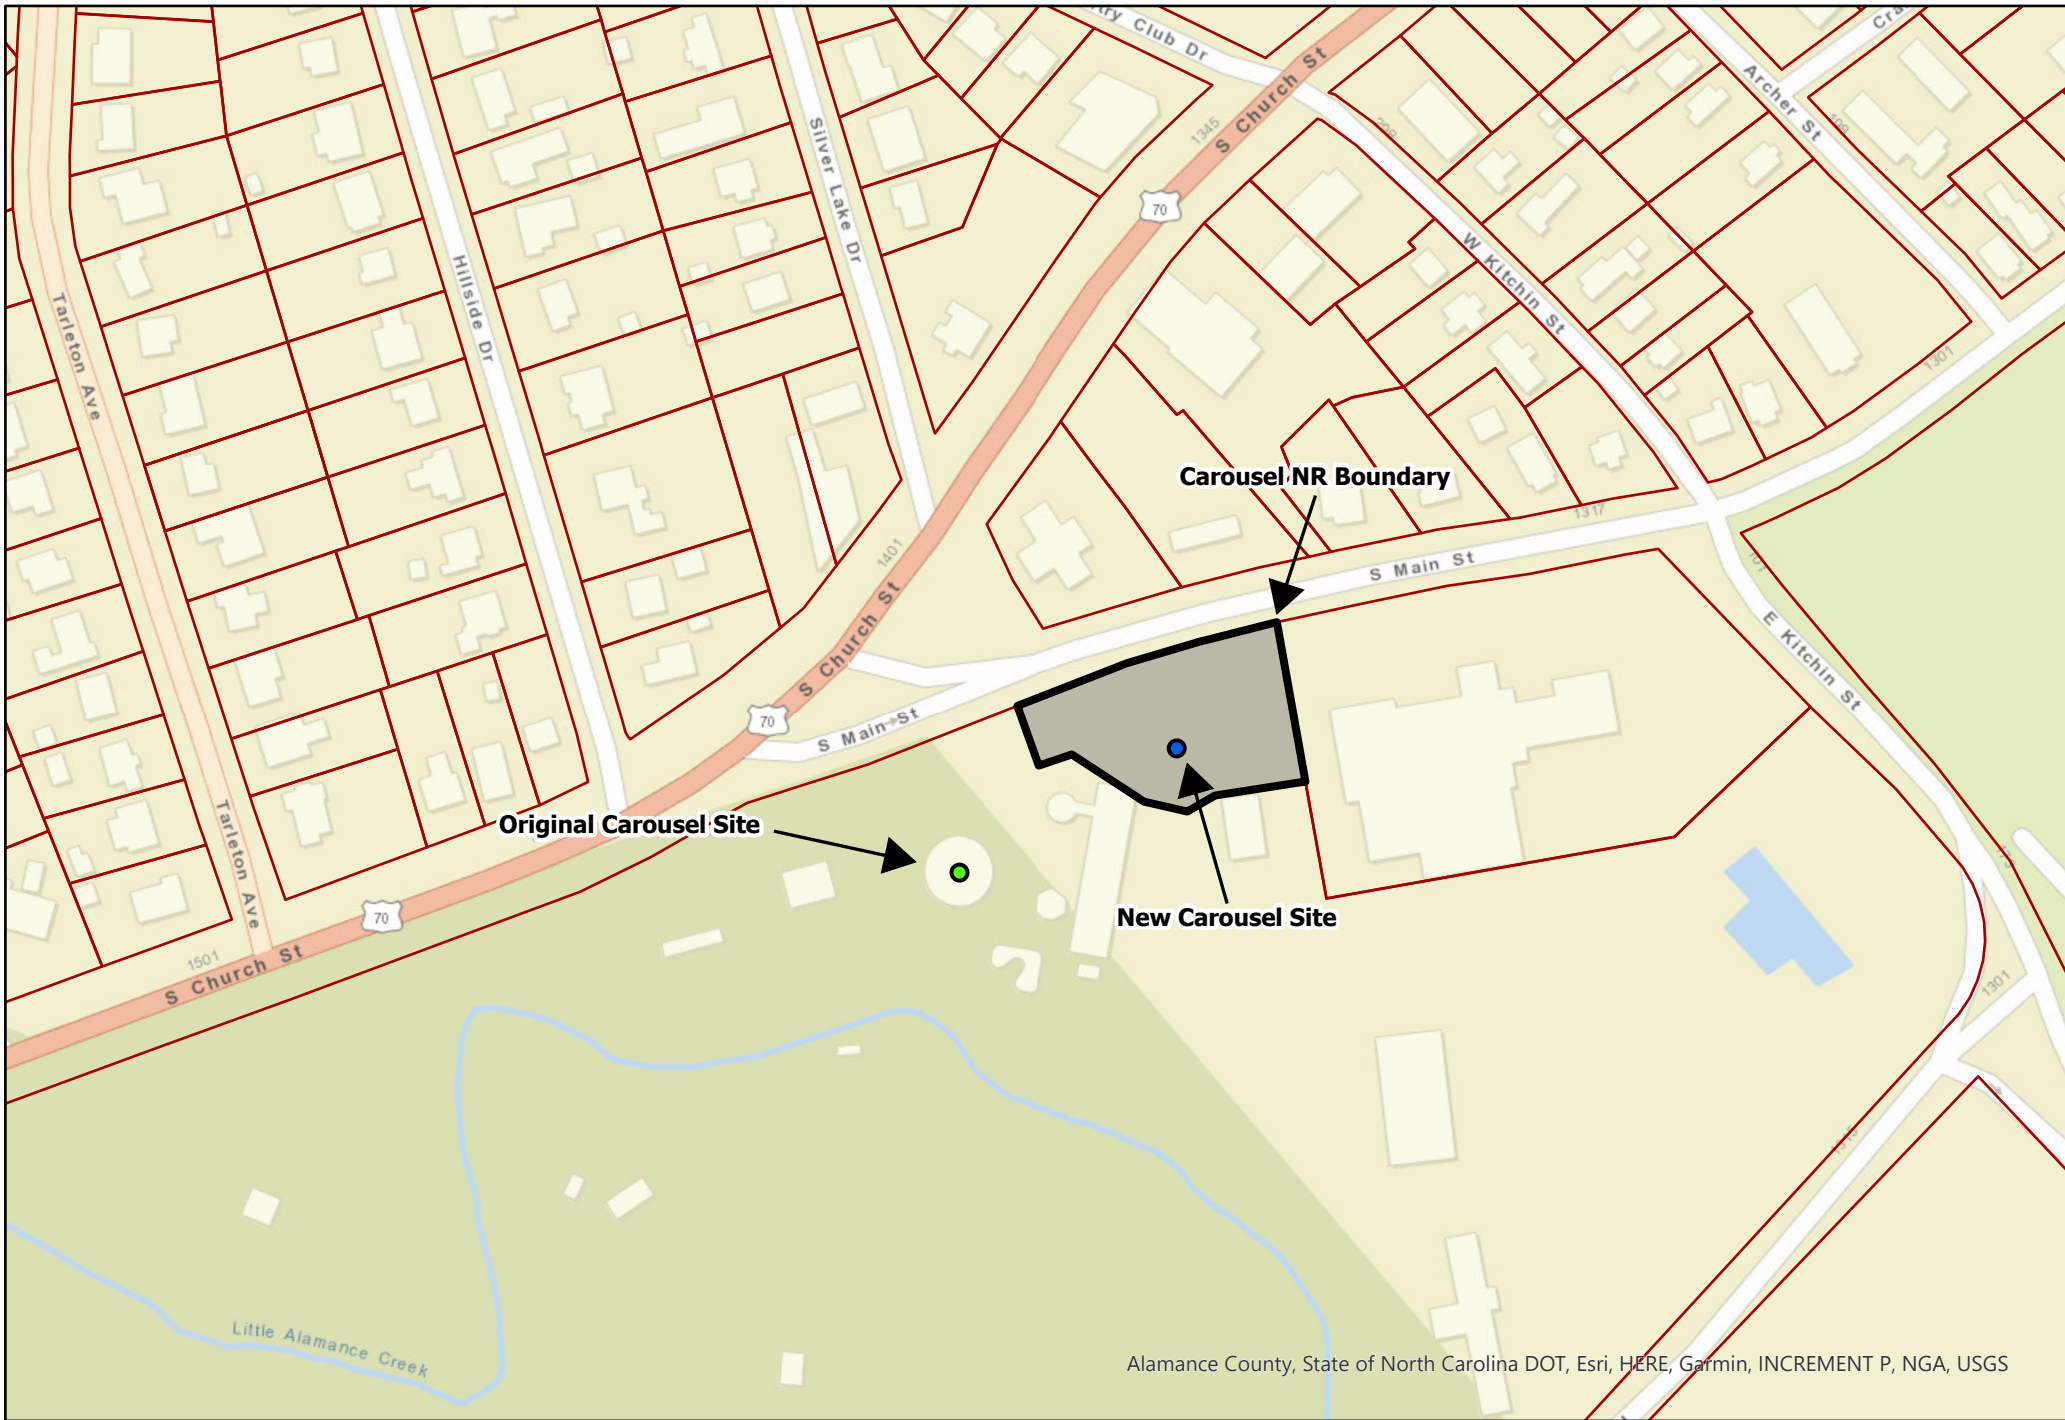 try Club Dr
Cra
S Church St
1345
Archer St
198
298
70
Silver Lake Dr
W Kitchin St
Hillside Dr
Tarleton Ave
1301
Carousel NR Boundary
1317
1401
S Main St
S Church St
E Kitchin St
70
S Main St
Original Carousel Site
Tarleton Ave
New Carousel Site
70
1501
S Church St
1301
Little Alamance Creek
Alamance County, State of North Carolina DOT, Esri, HERE, Garmin, INCREMENT P, NGA, USGS